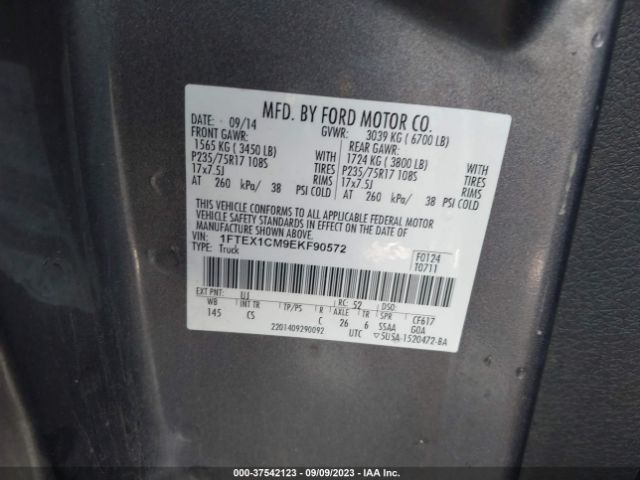 MFD. BY FORD MOTOR CO.
DATE: 09/14 GVWR: 3039 KG ( 6700 LB)
FRONT GAWR: REAR GAWR:
1565 KG ( 3450 LB) WITH 1724 KG ( 3800 LB) WITH
P235/75R17 108S TIRES P235/75R17 108S TIRES
17x7.5J RIMS 17x7.5J RIMS
AT 260 kPa/ 38 PSI COLD AT 260 kPa/ 38 PSI COLD
THIS VEHICLE CONFORMS TO ALL APPLICABLE FEDERAL MOTOR
VEHICLE SAFETY STANDARDS IN EFFECT ON THE DATE OF
MANUFACTURE SHOWN ABOVE.
VIN: 1FTEX1CM9EKF90572 F0124
TYPE: Truck T0711
EXT PNT: UJ RC: 52 DSO:
WB INT TR TP/PS R AXLE TR SPR CF617
145 CS C 26 6 SSAA GOA
2201409290092 UTC ▽5USA-1520472-BA
000-37542123 - 09/09/2023 - IAA Inc.